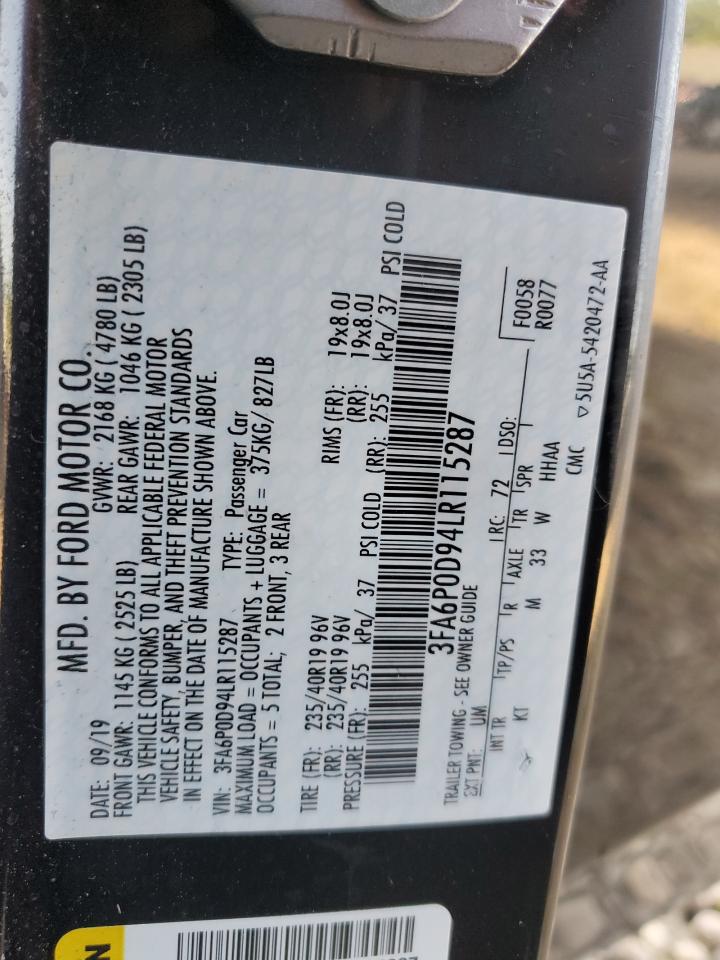 MFD. BY FORD MOTOR CO.
DATE: 09/19 GVWR: 2168 KG ( 4780 LB)
FRONT GAWR: 1145 KG ( 2525 LB) REAR GAWR: 1046 KG ( 2305 LB)
THIS VEHICLE CONFORMS TO ALL APPLICABLE FEDERAL MOTOR
VEHICLE SAFETY, BUMPER, AND THEFT PREVENTION STANDARDS
IN EFFECT ON THE DATE OF MANUFACTURE SHOWN ABOVE.
VIN: 3FA6P0D94LR115287 TYPE: Passenger Car
MAXIMUM LOAD = OCCUPANTS + LUGGAGE = 375KG/ 827LB
OCCUPANTS = 5 TOTAL; 2 FRONT, 3 REAR
TIRE (FR): 235/40R19 96V RIMS (FR): 19x8.0J
(RR): 235/40R19 96V (RR): 19x8.0J
PRESSURE (FR): 255 kPa/ 37 PSI COLD (RR): 255 kPa/ 37 PSI COLD
3FA6P0D94LR115287
TRAILER TOWING - SEE OWNER GUIDE
EXT PNT: UM RC: 72 DSO: F0058
R0077
INT TR TP/PS R AXLE TR SPR
KT M 33 W HHAA
CMC ▽5U5A-5420472-AA
N